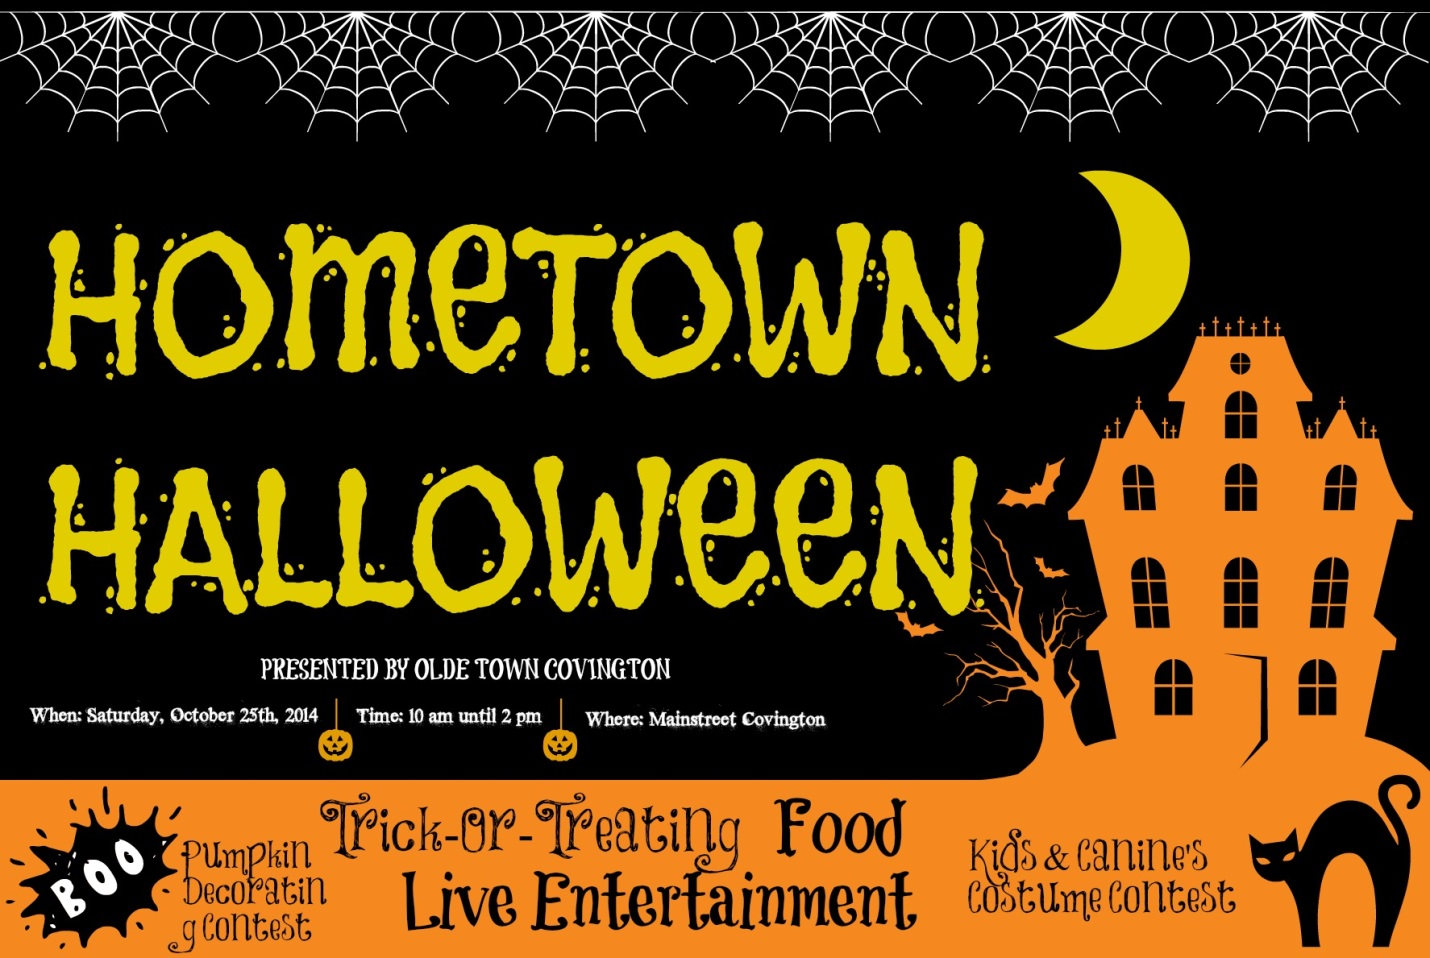 HOMETOWN
HALLOWEEN
PRESENTED BY OLDE TOWN COVINGTON
When: Saturday, October 25th, 2014 Time: 10 am until 2 pm Where: Mainstreet Covington
BOO
Pumpkin
Decoratin
g Contest
Trick-Or-Treating Food
Live Entertainment
Kids & Canine's
Costume Contest